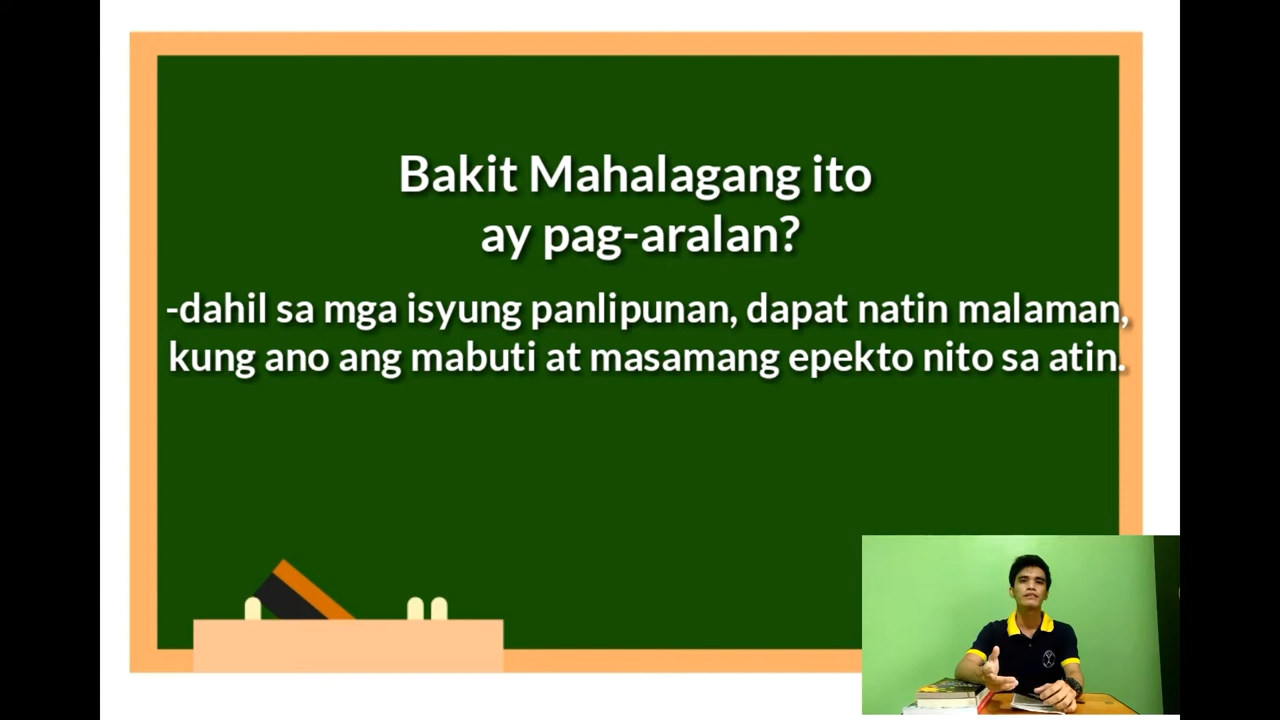 Bakit Mahalagang ito
ay pag-aralan?
-dahil sa mga isyung panlipunan, dapat natin malaman,
kung ano ang mabuti at masamang epekto nito sa atin.